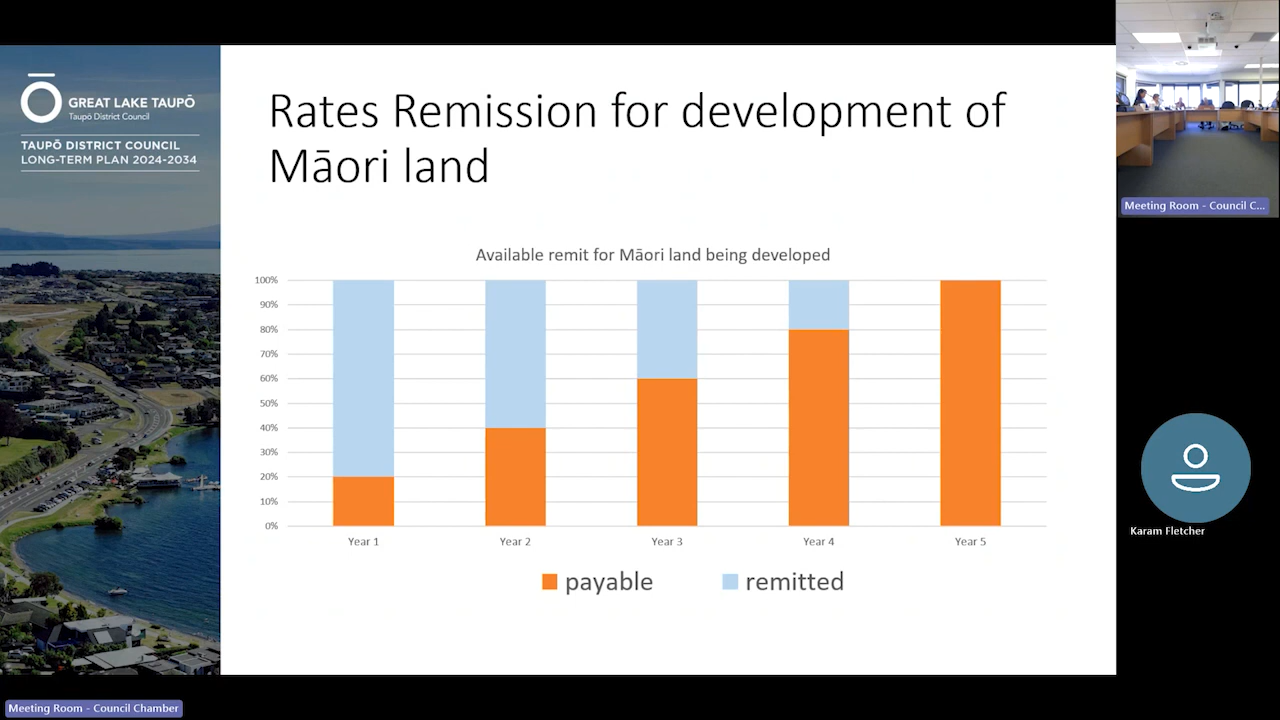 GREAT LAKE TAUPŌ
Taupō District Council
TAUPŌ DISTRICT COUNCIL
LONG-TERM PLAN 2024-2034
Rates Remission for development of
Māori land
Available remit for Māori land being developed
100%
90%
80%
70%
60%
50%
40%
30%
20%
10%
0%
Year 1
Year 2
Year 3
Year 4
Year 5
payable
remitted
Meeting Room - Council C...
Karam Fletcher
Meeting Room - Council Chamber